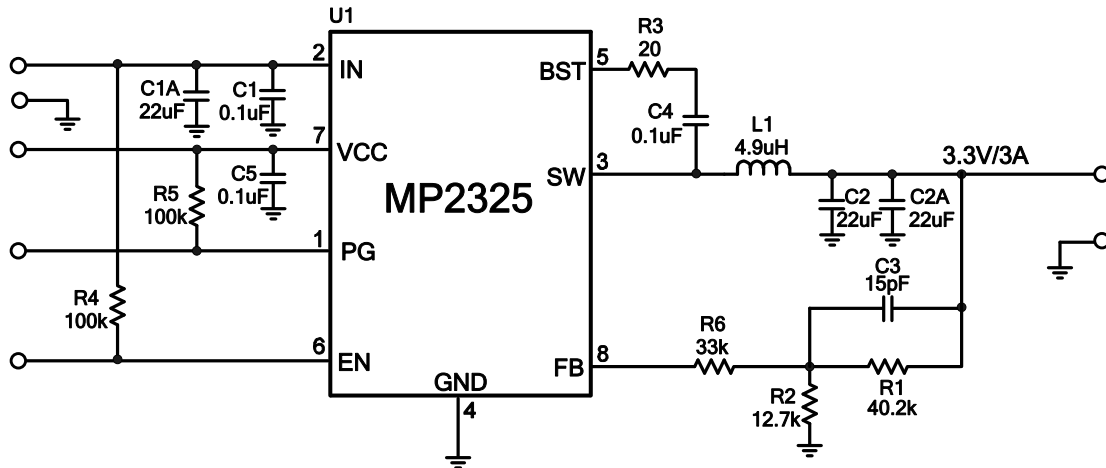 U1
2
IN
C1A
22uF
C1
0.1uF
7
VCC
R5
100k
C5
0.1uF
1
PG
R4
100k
6
EN
MP2325
GND
4
BST
5
R3
20
C4
0.1uF
SW
3
L1
4.9uH
3.3V/3A
C2
22uF
C2A
22uF
C3
15pF
FB
8
R6
33k
R2
12.7k
R1
40.2k